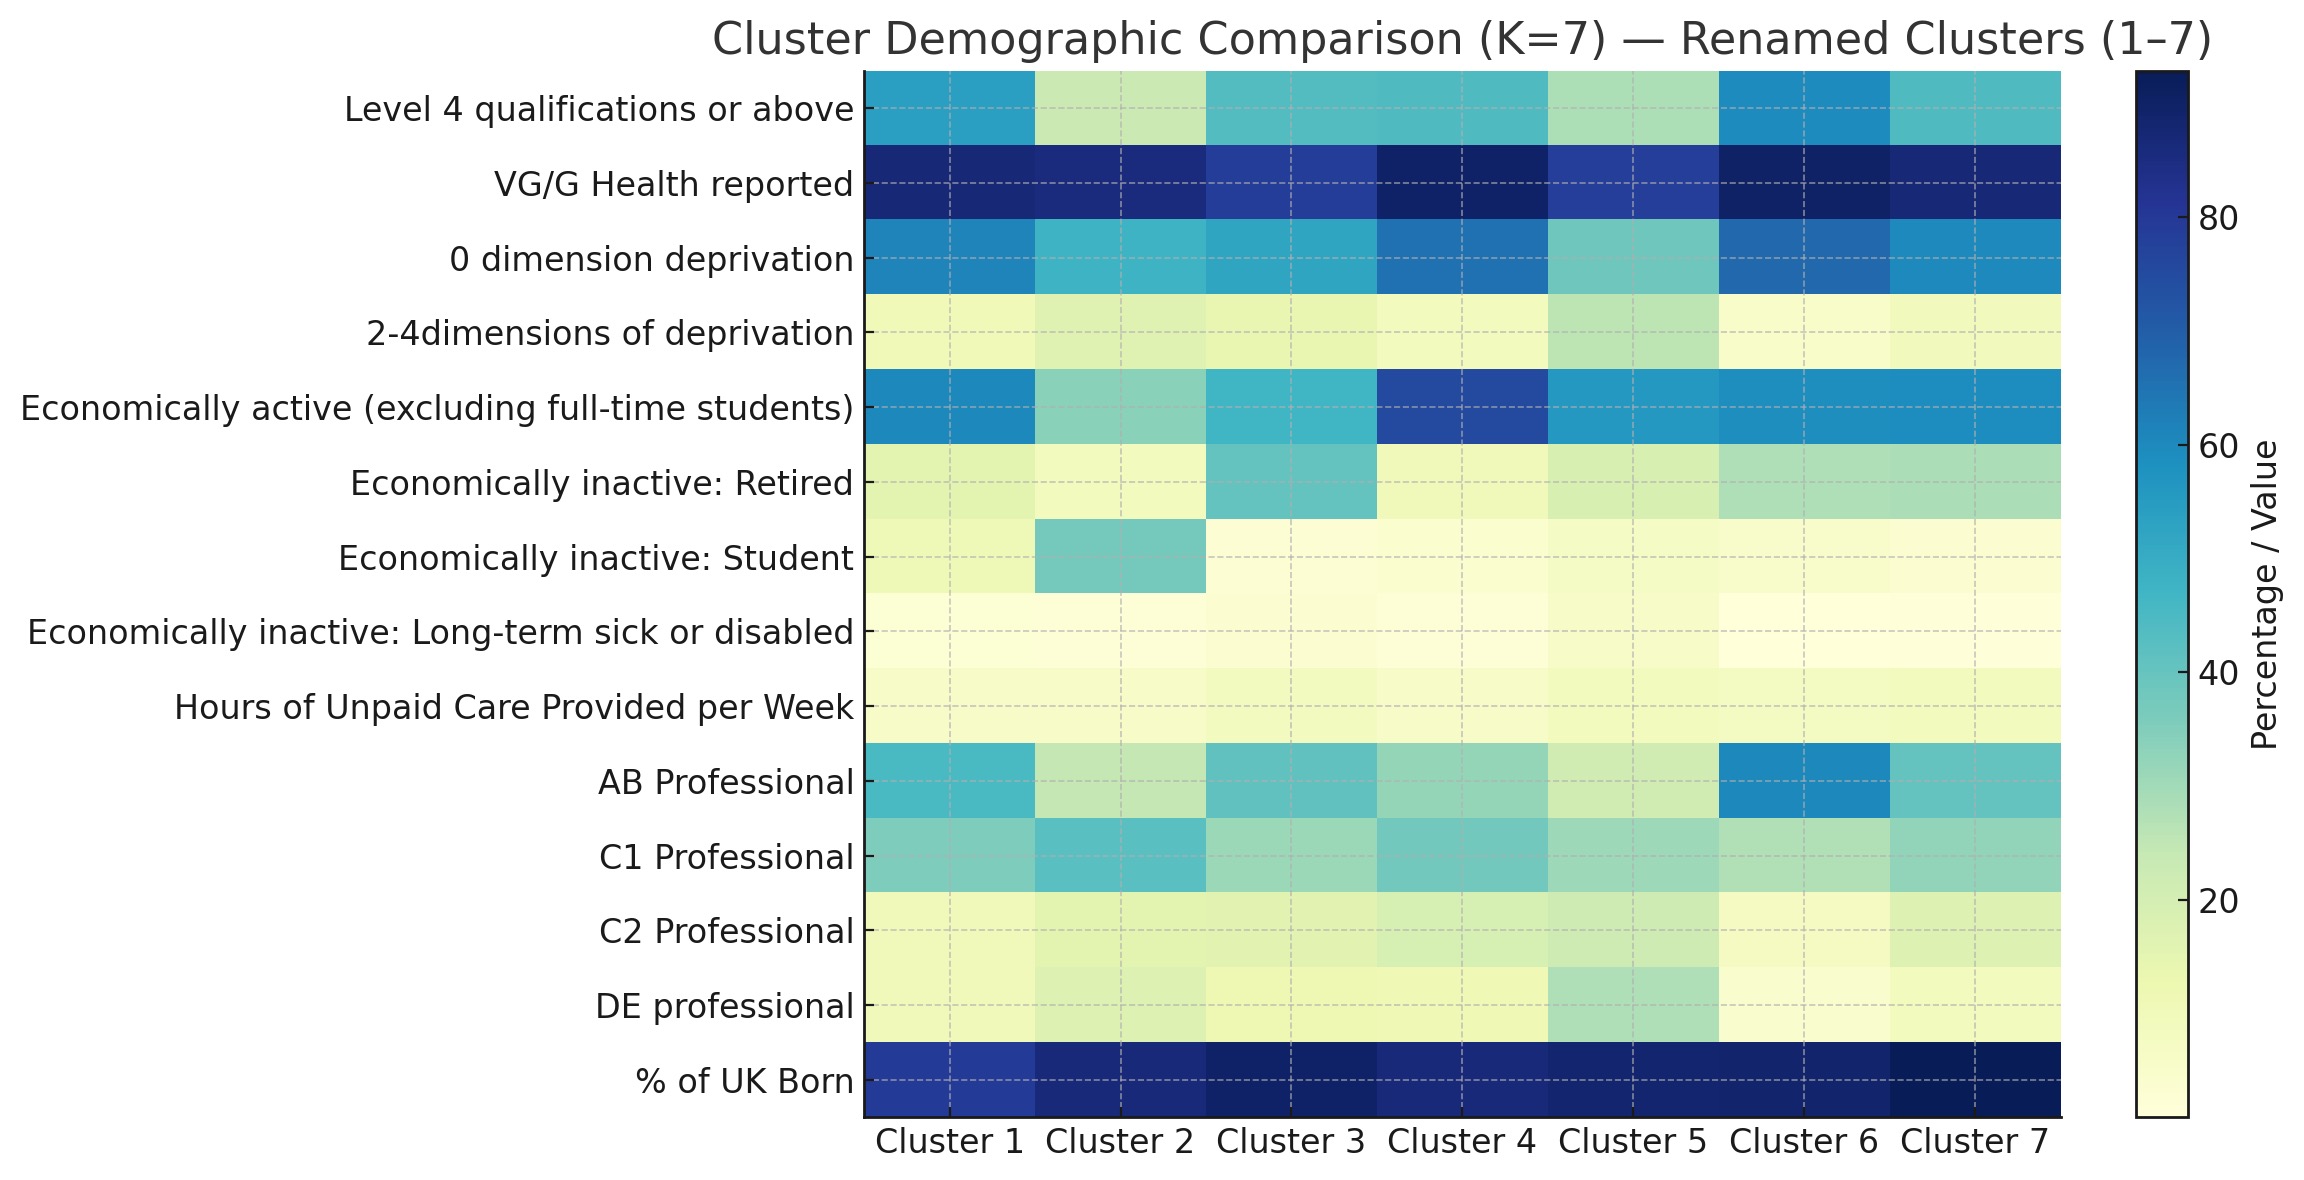 Cluster Demographic Comparison (K=7) — Renamed Clusters (1–7)
Level 4 qualifications or above
VG/G Health reported
0 dimension deprivation
2-4dimensions of deprivation
Economically active (excluding full-time students)
Economically inactive: Retired
Economically inactive: Student
Economically inactive: Long-term sick or disabled
Hours of Unpaid Care Provided per Week
AB Professional
C1 Professional
C2 Professional
DE professional
% of UK Born
Cluster 1 Cluster 2 Cluster 3 Cluster 4 Cluster 5 Cluster 6 Cluster 7
80
60
40
20
Percentage / Value